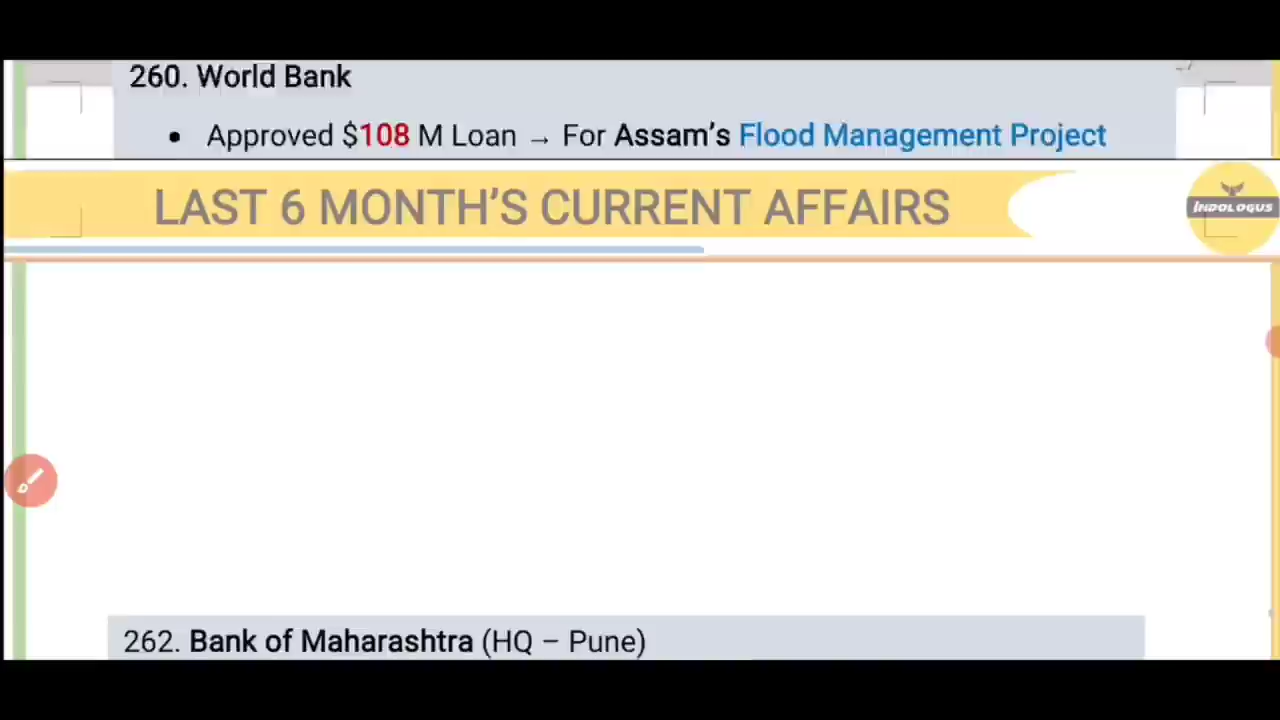 260. World Bank
• Approved $108 M Loan → For Assam’s Flood Management Project
LAST 6 MONTH’S CURRENT AFFAIRS
INDOLOGUS
262. Bank of Maharashtra (HQ – Pune)